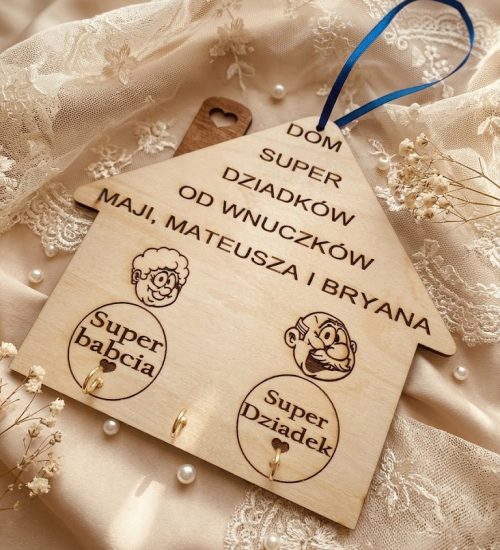 DOM
SUPER
DZIADKÓW
OD WNUCZKÓW
MAJI, MATEUSZA I BRYANA
Super
babcia
Super
Dziadek